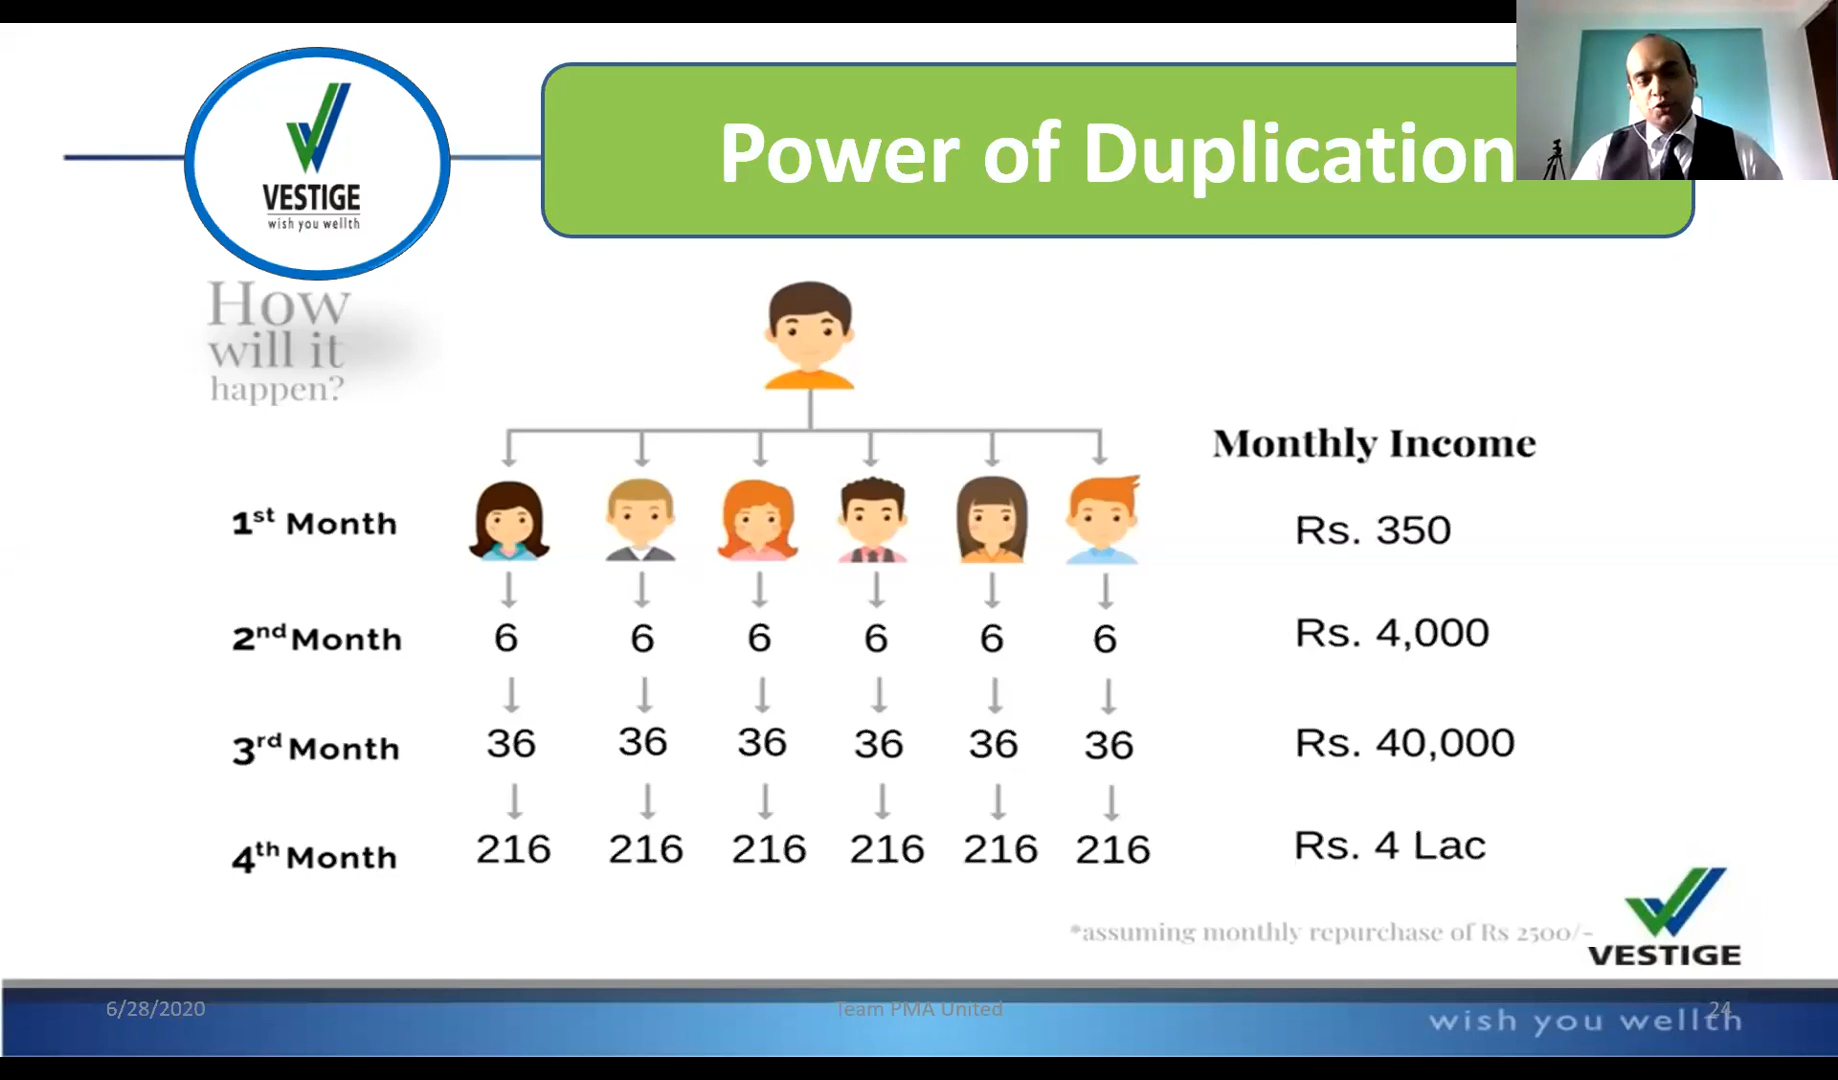 VESTIGE
wish you wellth
Power of Duplication
How
will it
happen?
Monthly Income
1st Month
Rs. 350
2nd Month 6 6 6 6 6 6 Rs. 4,000
3rd Month 36 36 36 36 36 36 Rs. 40,000
4th Month 216 216 216 216 216 216 Rs. 4 Lac
*assuming monthly repurchase of Rs 2500/-
VESTIGE
6/28/2020
Team PMA United
24
wish you wellth